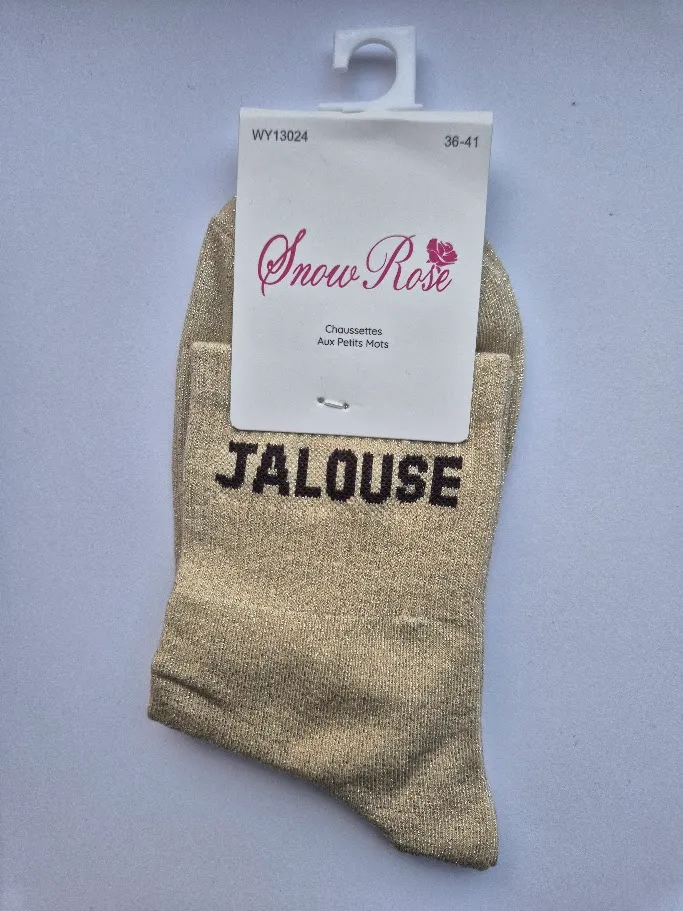 WY13024 36-41
Snow Rose
Chaussettes
Aux Petits Mots
JALOUSE